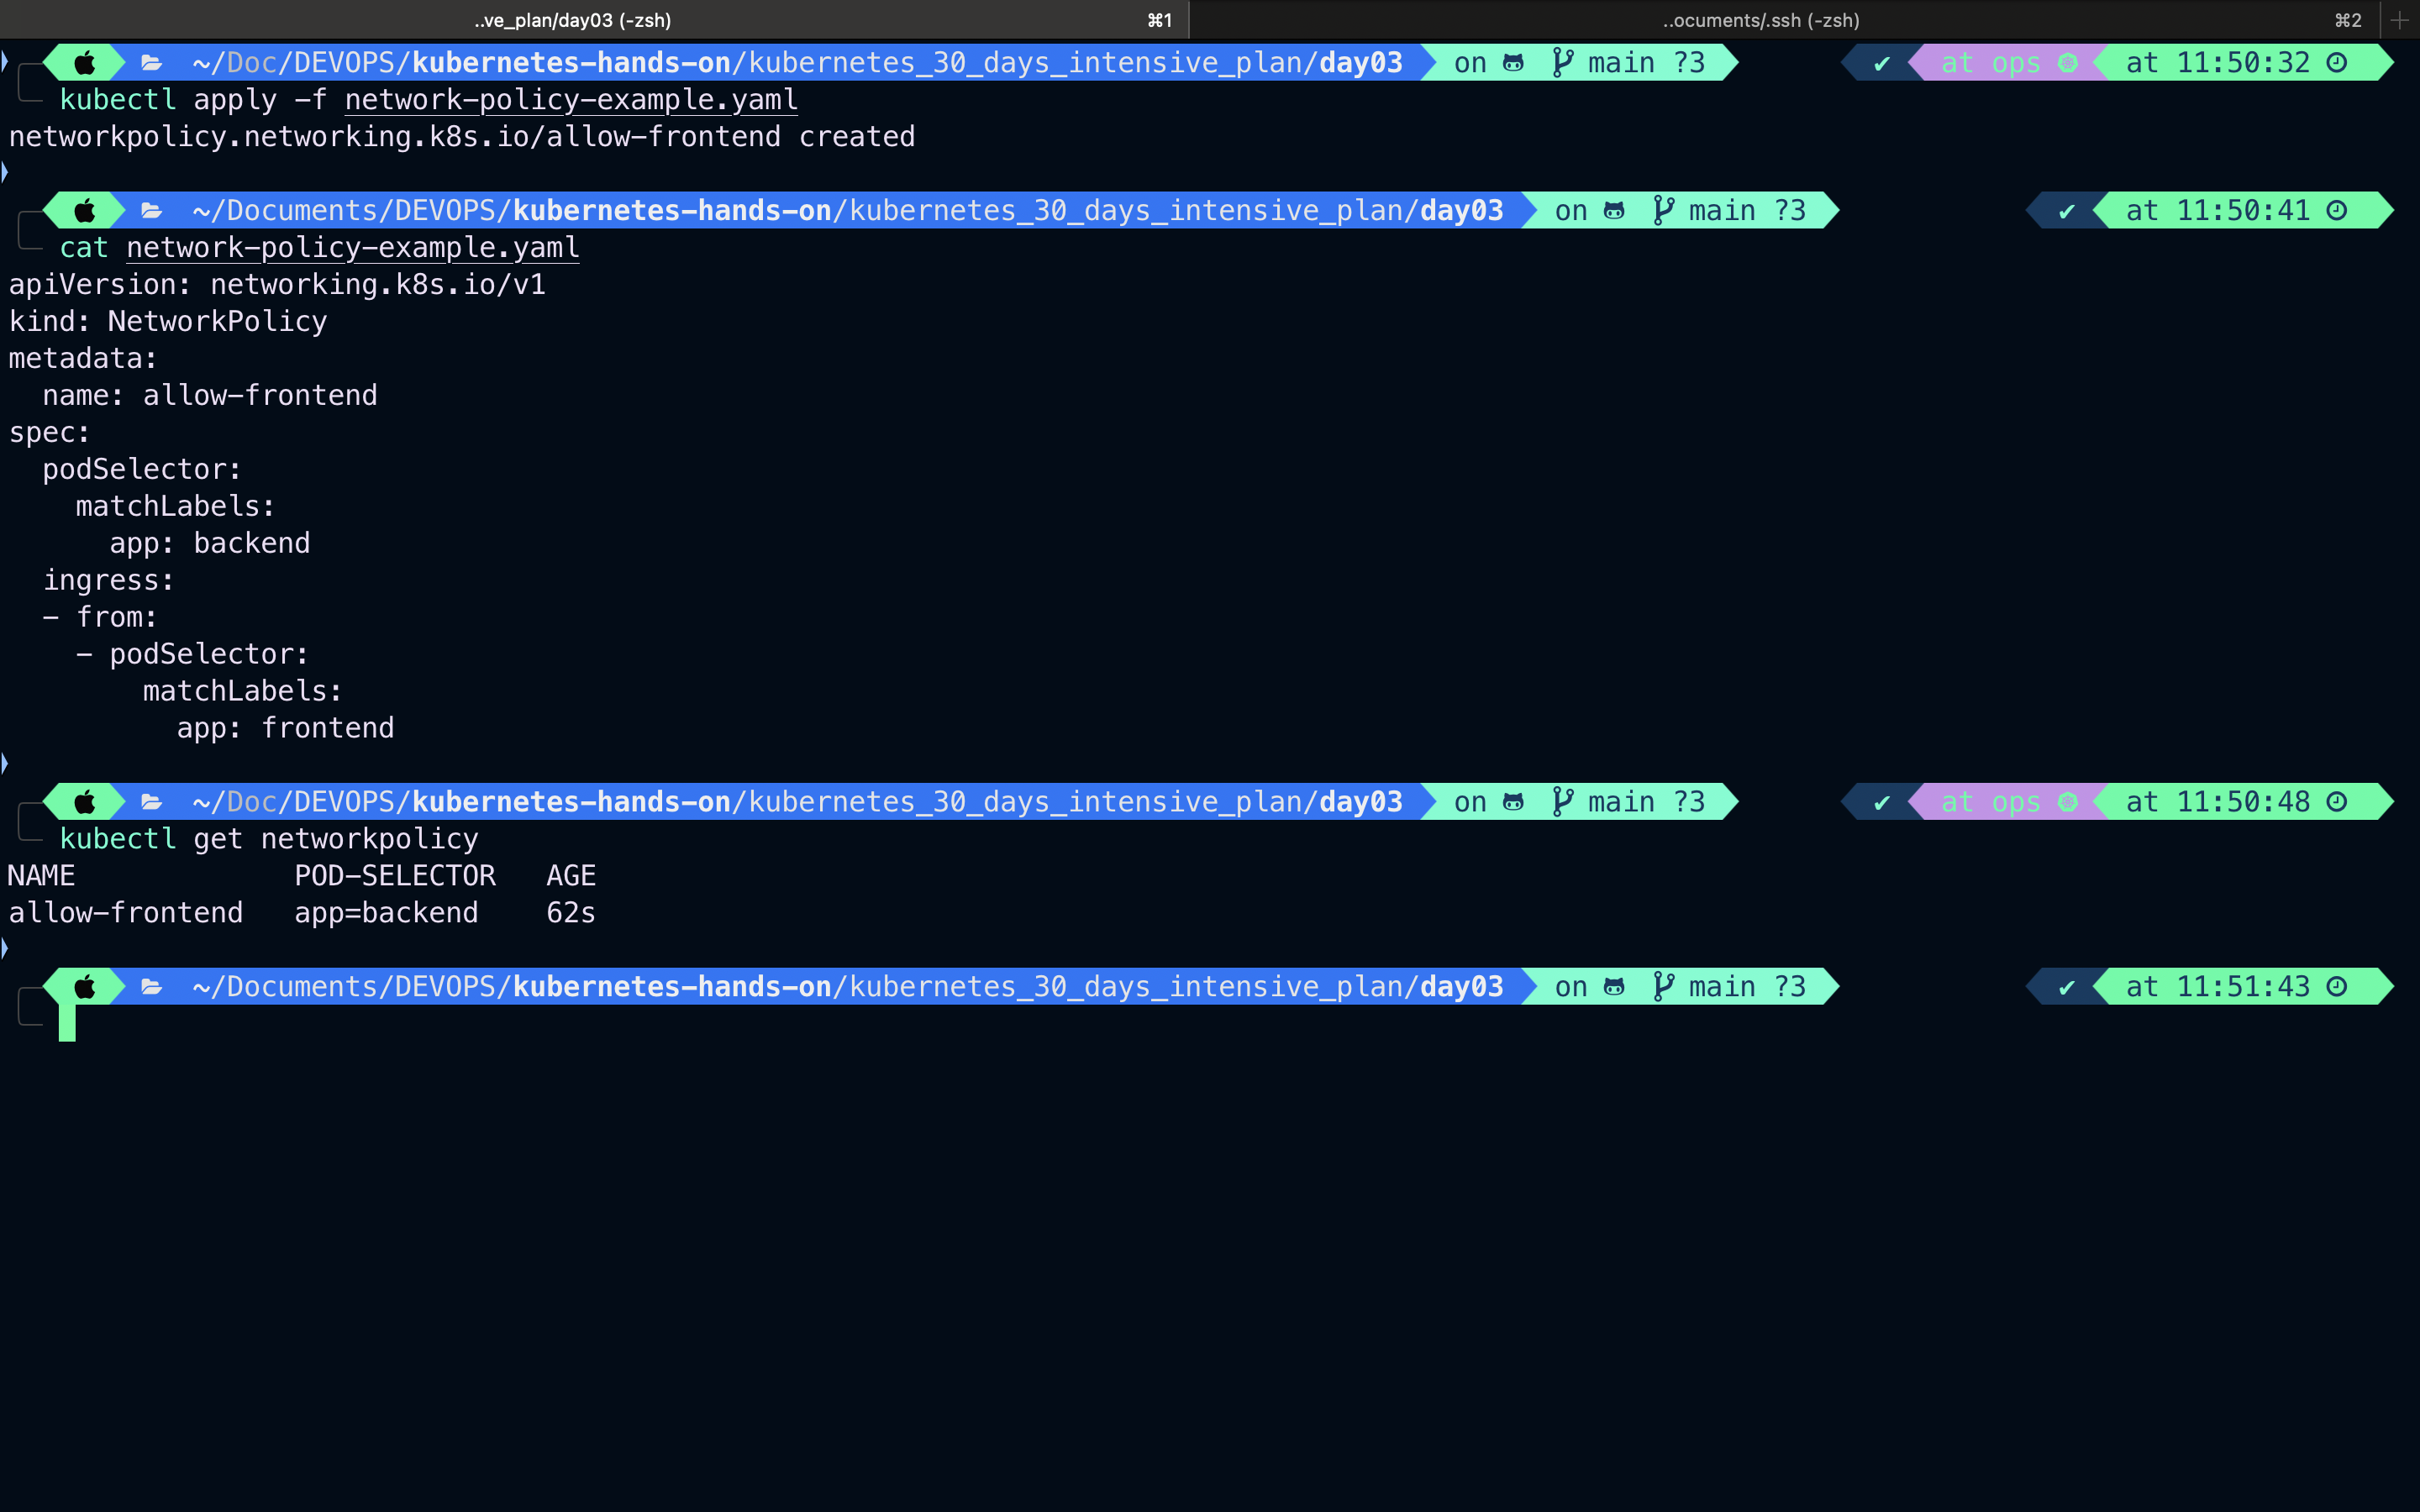 ..ve_plan/day03 (-zsh) ⌘1 ..ocuments/.ssh (-zsh) ⌘2 +
~/Doc/DEVOPS/kubernetes-hands-on/kubernetes_30_days_intensive_plan/day03 on main ?3 ✔ at ops at 11:50:32
kubectl apply -f network-policy-example.yaml
networkpolicy.networking.k8s.io/allow-frontend created
~/Documents/DEVOPS/kubernetes-hands-on/kubernetes_30_days_intensive_plan/day03 on main ?3 ✔ at 11:50:41
cat network-policy-example.yaml
apiVersion: networking.k8s.io/v1
kind: NetworkPolicy
metadata:
  name: allow-frontend
spec:
  podSelector:
    matchLabels:
      app: backend
  ingress:
  - from:
    - podSelector:
        matchLabels:
          app: frontend
~/Doc/DEVOPS/kubernetes-hands-on/kubernetes_30_days_intensive_plan/day03 on main ?3 ✔ at ops at 11:50:48
kubectl get networkpolicy
NAME             POD-SELECTOR   AGE
allow-frontend   app=backend    62s
~/Documents/DEVOPS/kubernetes-hands-on/kubernetes_30_days_intensive_plan/day03 on main ?3 ✔ at 11:51:43